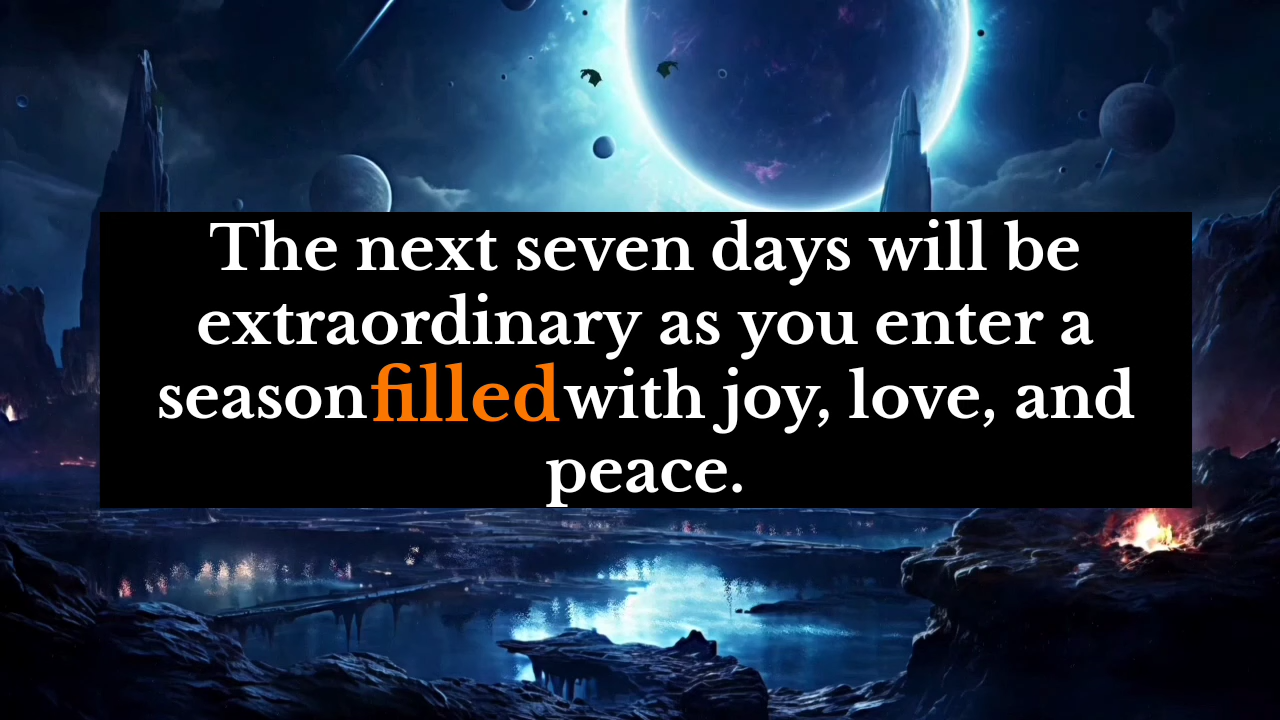 The next seven days will be
extraordinary as you enter a
season filled with joy, love, and
peace.